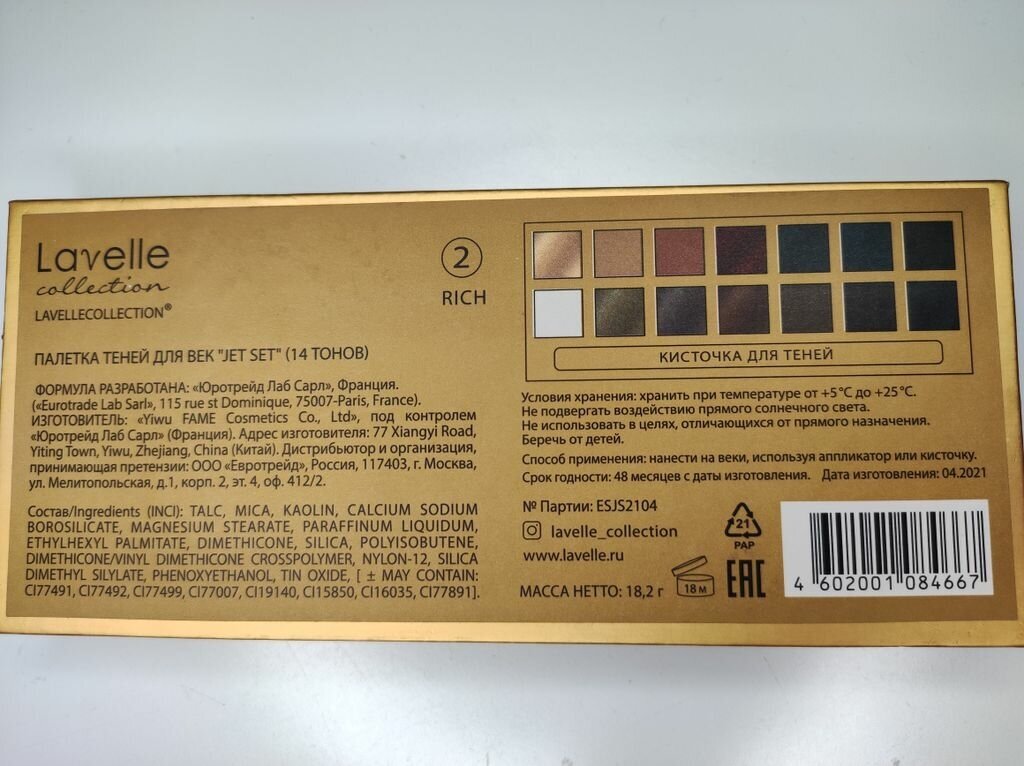 Lavelle
collection
LAVELLECOLLECTION®
2
RICH
ПАЛЕТКА ТЕНЕЙ ДЛЯ ВЕК "JET SET" (14 ТОНОВ)
ФОРМУЛА РАЗРАБОТАНА: «Юротрейд Лаб Сарл», Франция.
(«Eurotrade Lab Sarl», 115 rue st Dominique, 75007-Paris, France).
ИЗГОТОВИТЕЛЬ: «Yiwu FAME Cosmetics Co., Ltd», под контролем
«Юротрейд Лаб Сарл» (Франция). Адрес изготовителя: 77 Xiangyi Road,
Yiting Town, Yiwu, Zhejiang, China (Китай). Дистрибьютор и организация,
принимающая претензии: ООО «Евротрейд», Россия, 117403, г. Москва,
ул. Мелитопольская, д.1, корп. 2, эт. 4, оф. 412/2.
Состав/Ingredients (INCI): TALC, MICA, KAOLIN, CALCIUM SODIUM
BOROSILICATE, MAGNESIUM STEARATE, PARAFFINUM LIQUIDUM,
ETHYLHEXYL PALMITATE, DIMETHICONE, SILICA, POLYISOBUTENE,
DIMETHICONE/VINYL DIMETHICONE CROSSPOLYMER, NYLON-12, SILICA
DIMETHYL SILYLATE, PHENOXYETHANOL, TIN OXIDE, [ ± MAY CONTAIN:
CI77491, CI77492, CI77499, CI77007, CI19140, CI15850, CI16035, CI77891].
КИСТОЧКА ДЛЯ ТЕНЕЙ
Условия хранения: хранить при температуре от +5°C до +25°C.
Не подвергать воздействию прямого солнечного света.
Не использовать в целях, отличающихся от прямого назначения.
Беречь от детей.
Способ применения: нанести на веки, используя аппликатор или кисточку.
Срок годности: 48 месяцев с даты изготовления. Дата изготовления: 04.2021
№ Партии: ESJS2104
lavelle_collection
www.lavelle.ru
МАССА НЕТТО: 18,2 г
21
PAP
18 м
EAC
4 602001 084667